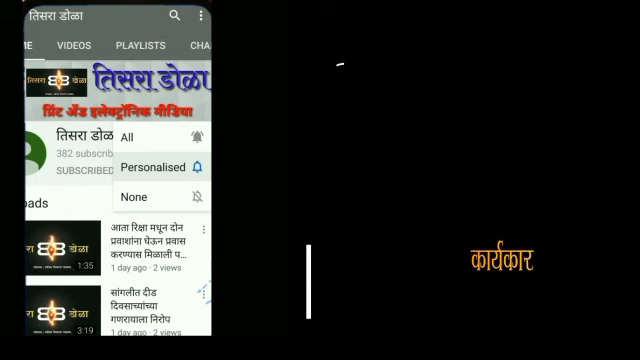 तिसरा डोळा
ME VIDEOS PLAYLISTS CHA
तिसरा डोळा
तिसरा डोळा
प्रिंट अँड इलेक्ट्रॉनिक मीडिया
तिसरा डोळ
382 subscrib
SUBSCRIBED
All
Personalised
None
oads
आता रिक्षा मधून दोन
प्रवाशांना घेऊन प्रवास
करण्यास मिळाली प...
1 day ago · 2 views
रा डोळा
1:35
सांगलीत दीड
दिवसाच्यांच्या
गणरायाला निरोप
1 day ago · 2 views
रा डोळा
3:19
कार्यकार